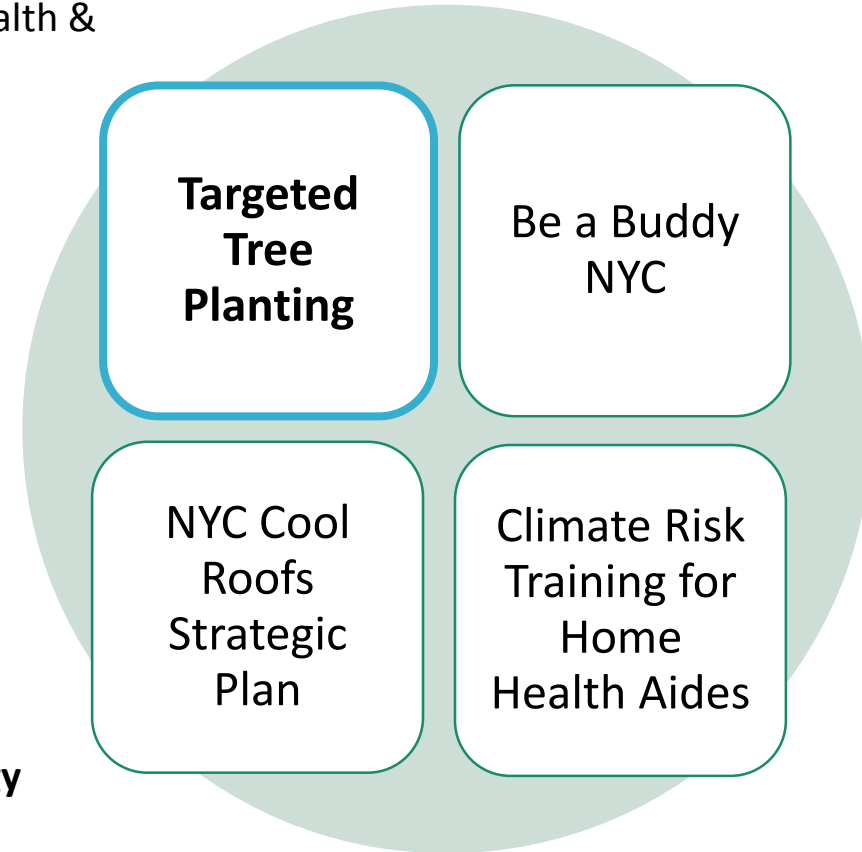 alth &
Targeted
Tree
Planting
Be a Buddy
NYC
NYC Cool
Roofs
Strategic
Plan
Climate Risk
Training for
Home
Health Aides
ty